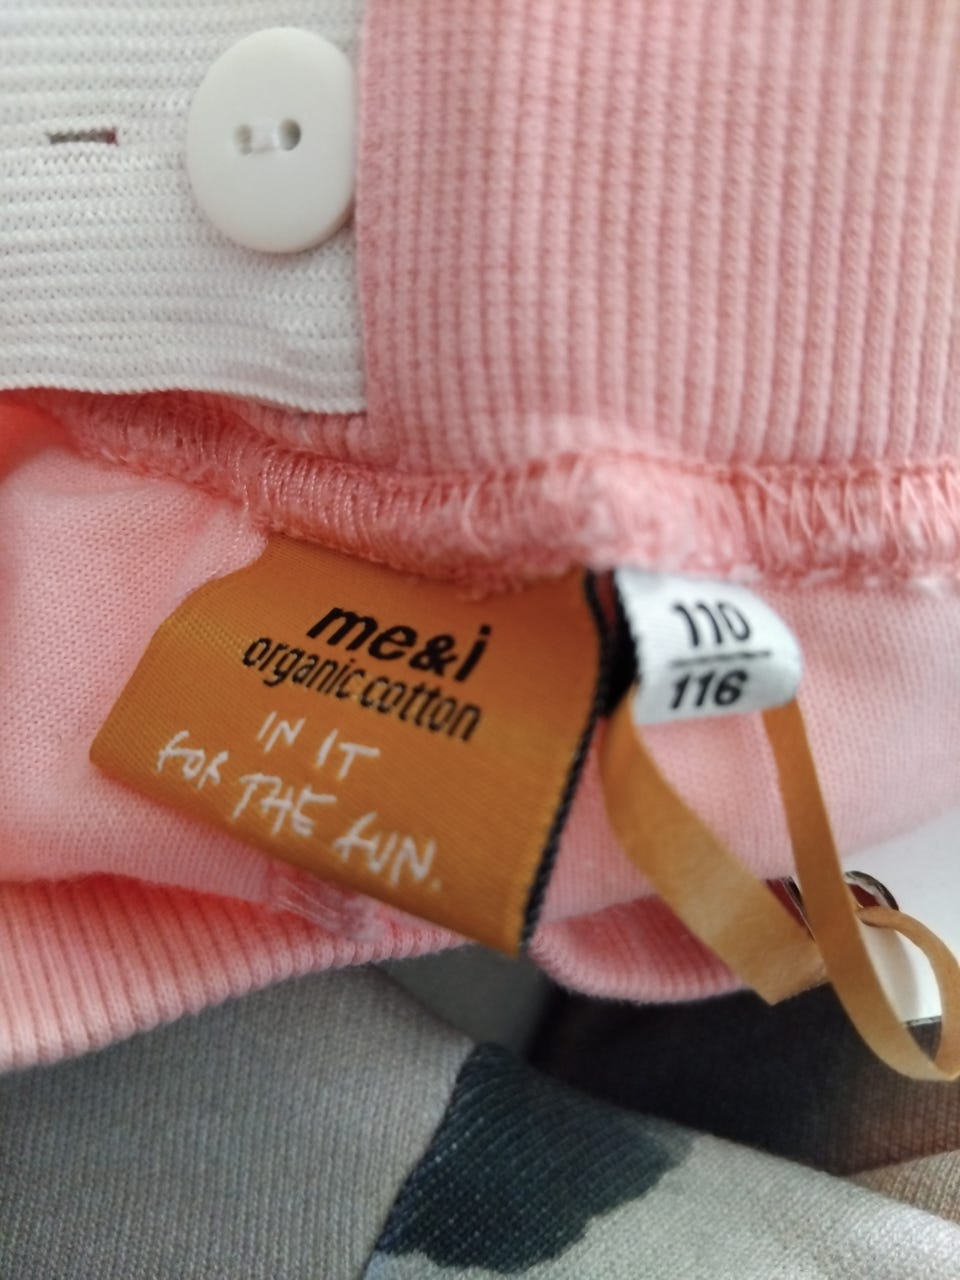 me&i
organic cotton
IN IT
FOR THE FUN.
110
116